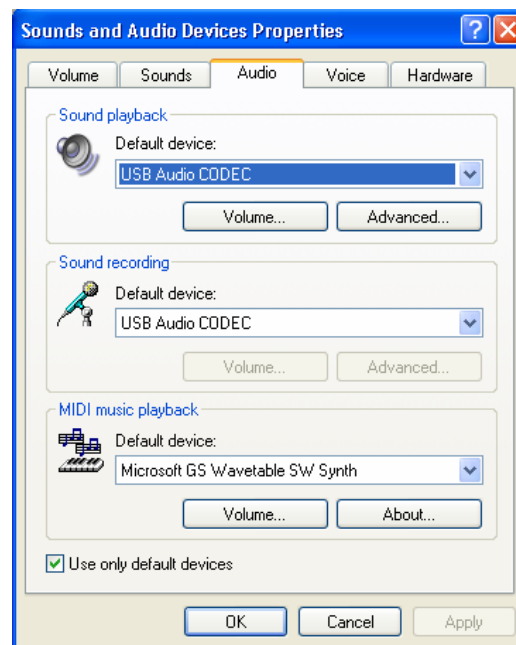 Sounds and Audio Devices Properties
Volume Sounds Audio Voice Hardware
Sound playback
Default device:
USB Audio CODEC
Volume... Advanced...
Sound recording
Default device:
USB Audio CODEC
Volume... Advanced...
MIDI music playback
Default device:
Microsoft GS Wavetable SW Synth
Volume... About...
Use only default devices
OK Cancel Apply